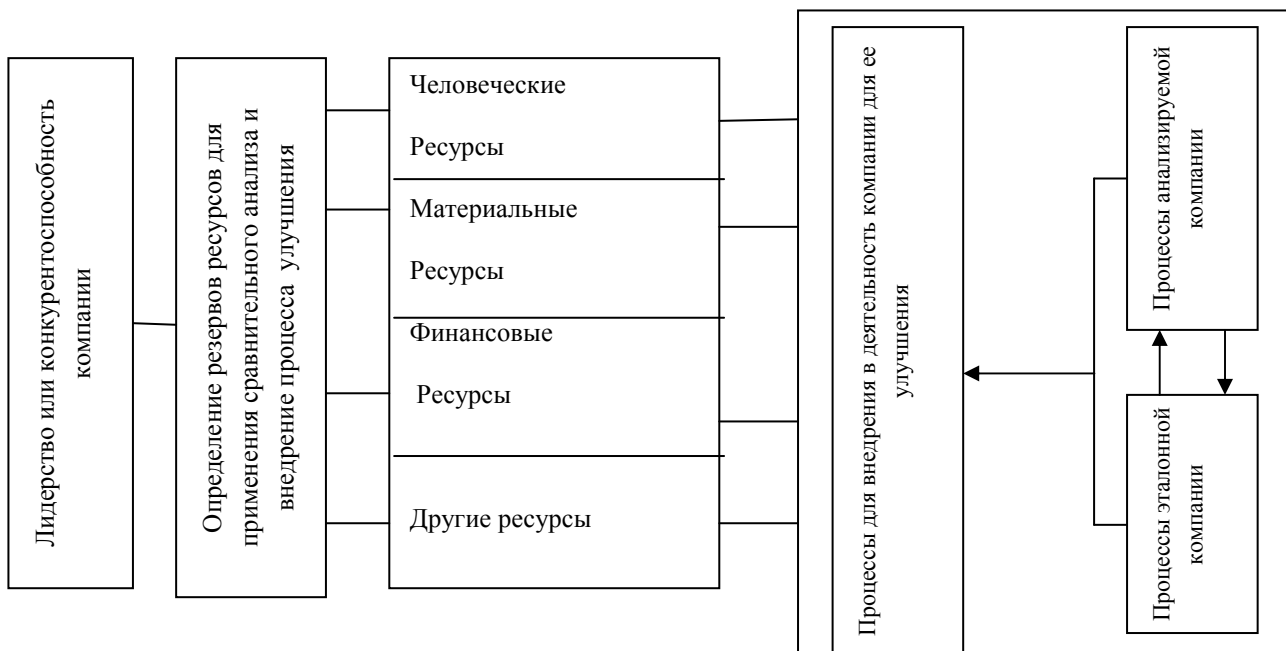 Лидерство или конкурентоспособность
компании
Определение резервов ресурсов для
применения сравнительного анализа и
внедрение процесса улучшения
Человеческие
Ресурсы
Материальные
Ресурсы
Финансовые
Ресурсы
Другие ресурсы
Процессы для внедрения в деятельность компании для ее
улучшения
Процессы анализируемой
компании
Процессы эталонной
компании